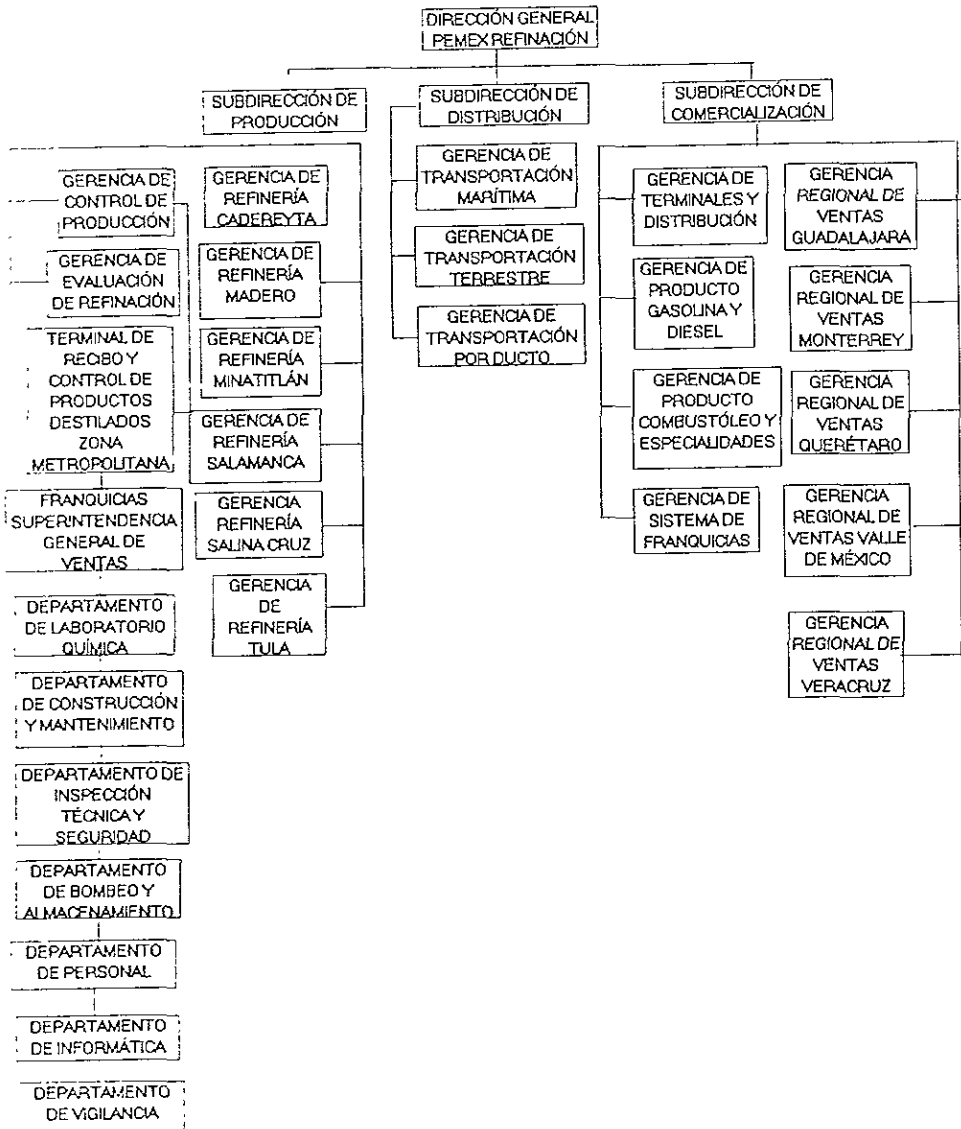 DIRECCIÓN GENERAL
PEMEX REFINACIÓN
SUBDIRECCIÓN DE
PRODUCCIÓN
SUBDIRECCIÓN DE
DISTRIBUCIÓN
SUBDIRECCIÓN DE
COMERCIALIZACIÓN
GERENCIA DE
CONTROL DE
PRODUCCIÓN
GERENCIA DE
EVALUACIÓN
DE REFINACIÓN
TERMINAL DE
RECIBO Y
CONTROL DE
PRODUCTOS
DESTILADOS
ZONA
METROPOLITANA
FRANQUICIAS
SUPERINTENDENCIA
GENERAL DE
VENTAS
DEPARTAMENTO
DE LABORATORIO
QUÍMICA
DEPARTAMENTO
DE CONSTRUCCIÓN
Y MANTENIMIENTO
DEPARTAMENTO DE
INSPECCIÓN
TÉCNICA Y
SEGURIDAD
DEPARTAMENTO
DE BOMBEO Y
ALMACENAMIENTO
DEPARTAMENTO
DE PERSONAL
DEPARTAMENTO
DE INFORMÁTICA
DEPARTAMENTO
DE VIGILANCIA
GERENCIA DE
REFINERÍA
CADEREYTA
GERENCIA DE
REFINERÍA
MADERO
GERENCIA DE
REFINERÍA
MINATITLÁN
GERENCIA DE
REFINERÍA
SALAMANCA
GERENCIA
REFINERÍA
SALINA CRUZ
GERENCIA
DE
REFINERÍA
TULA
GERENCIA DE
TRANSPORTACIÓN
MARÍTIMA
GERENCIA DE
TRANSPORTACIÓN
TERRESTRE
GERENCIA DE
TRANSPORTACIÓN
POR DUCTO
GERENCIA DE
TERMINALES Y
DISTRIBUCIÓN
GERENCIA DE
PRODUCTO
GASOLINA Y
DIESEL
GERENCIA DE
PRODUCTO
COMBUSTÓLEO Y
ESPECIALIDADES
GERENCIA DE
SISTEMA DE
FRANQUICIAS
GERENCIA
REGIONAL DE
VENTAS
GUADALAJARA
GERENCIA
REGIONAL DE
VENTAS
MONTERREY
GERENCIA
REGIONAL DE
VENTAS
QUERÉTARO
GERENCIA
REGIONAL DE
VENTAS VALLE
DE MÉXICO
GERENCIA
REGIONAL DE
VENTAS
VERACRUZ